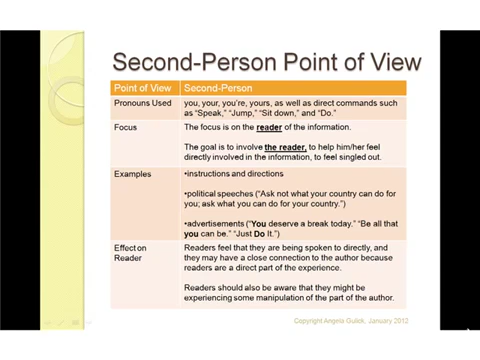 Second-Person Point of View
Point of View Second-Person
Pronouns Used you, your, you're, yours, as well as direct commands such
as “Speak,” “Jump,” “Sit down,” and “Do.”
Focus The focus is on the reader of the information.
The goal is to involve the reader, to help him/her feel
directly involved in the information, to feel singled out.
Examples •instructions and directions
•political speeches (“Ask not what your country can do for
you; ask what you can do for your country.”)
•advertisements (“You deserve a break today.” “Be all that
you can be.” “Just Do It.”)
Effect on
Reader
Readers feel that they are being spoken to directly, and
they may have a close connection to the author because
readers are a direct part of the experience.
Readers should also be aware that they might be
experiencing some manipulation of the part of the author.
Copyright Angela Gulick, January 2012